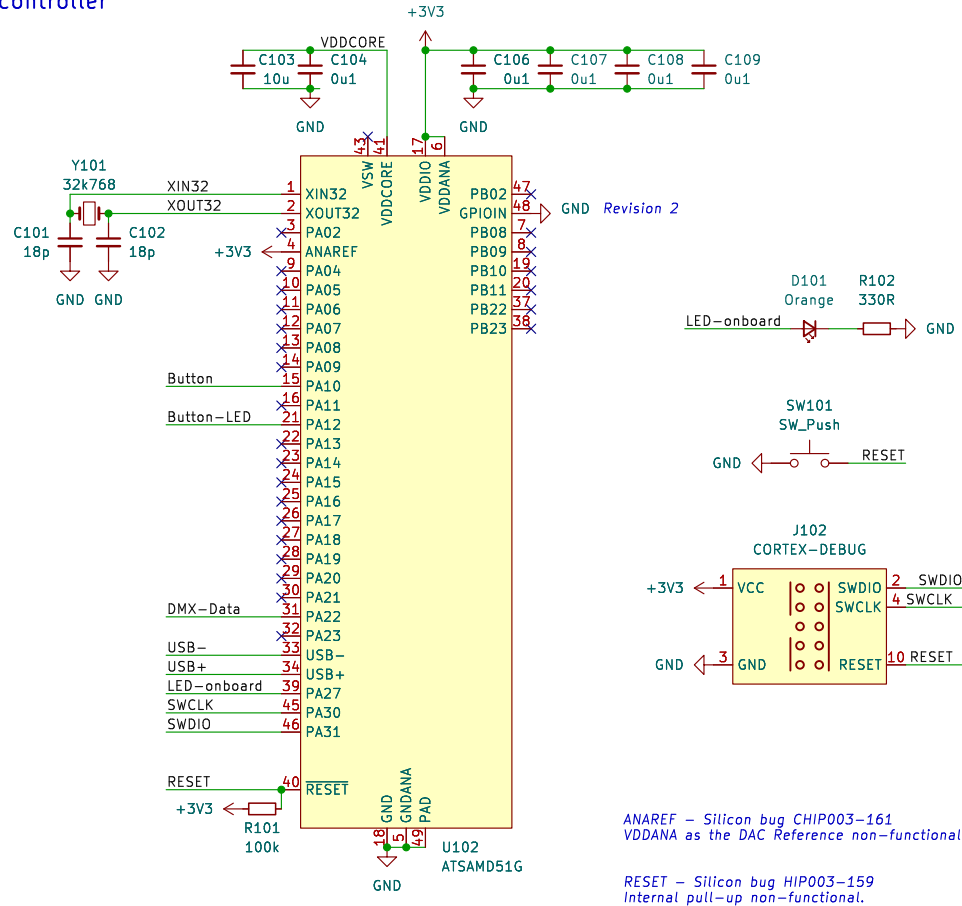 Controller
+3V3
VDDCORE
C103
10u
C104
0u1
C106
0u1
C107
0u1
C108
0u1
C109
0u1
GND
GND
43
41
17
6
VSW
VDDCORE
VDDIO
VDDANA
Y101
32k768
XIN32
XOUT32
C101
18p
C102
18p
GND
GND
1 XIN32
2 XOUT32
3 PA02
+3V3 4 ANAREF
9 PA04
10 PA05
11 PA06
12 PA07
13 PA08
14 PA09
Button 15 PA10
16 PA11
Button-LED 21 PA12
22 PA13
23 PA14
24 PA15
25 PA16
26 PA17
27 PA18
28 PA19
29 PA20
30 PA21
DMX-Data 31 PA22
32 PA23
USB- 33 USB-
USB+ 34 USB+
LED-onboard 39 PA27
SWCLK 45 PA30
SWDIO 46 PA31
RESET 40 RESET
+3V3
R101
100k
PB02 47
GPIOIN 48 GND Revision 2
PB08 7
PB09 8
PB10 19
PB11 20
PB22 37
PB23 38
GND
GNDANA
PAD
18
5
49
GND
U102
ATSAMD51G
D101
Orange
R102
330R
LED-onboard
GND
SW101
SW_Push
GND
RESET
J102
CORTEX-DEBUG
+3V3 1 VCC
SWDIO 2 SWDIO
SWCLK 4 SWCLK
GND 3 GND
RESET 10 RESET
ANAREF - Silicon bug CHIP003-161
VDDANA as the DAC Reference non-functional
RESET - Silicon bug HIP003-159
Internal pull-up non-functional.